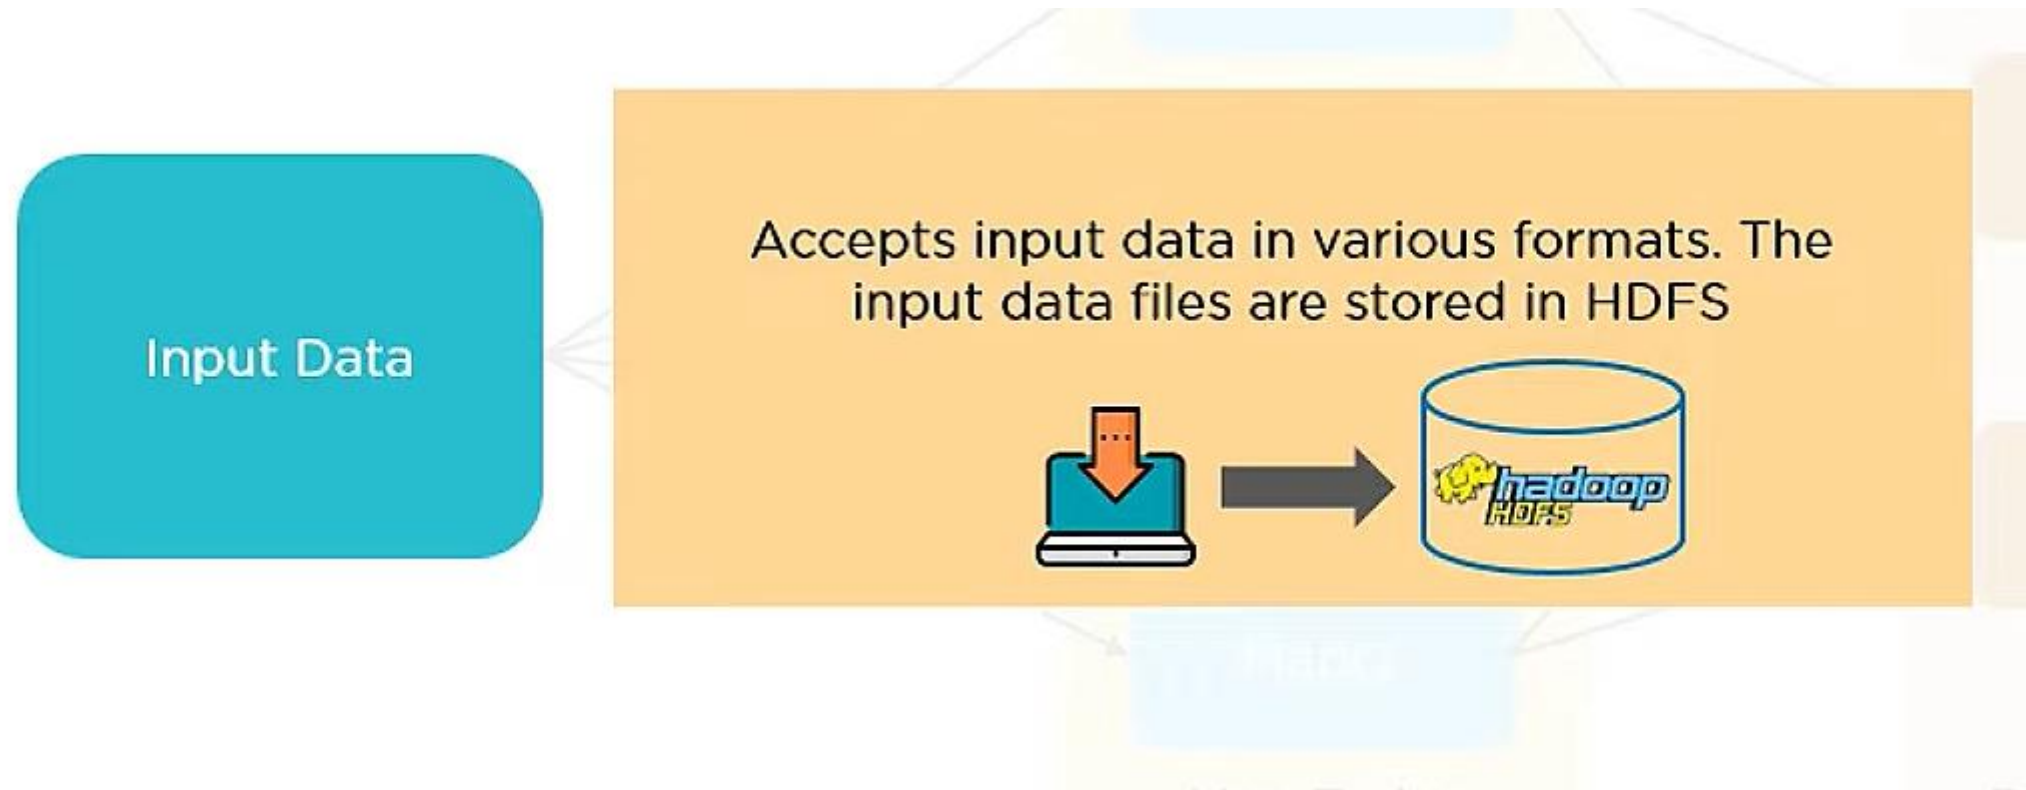 Input Data
Accepts input data in various formats. The
input data files are stored in HDFS
hadoop
HDFS